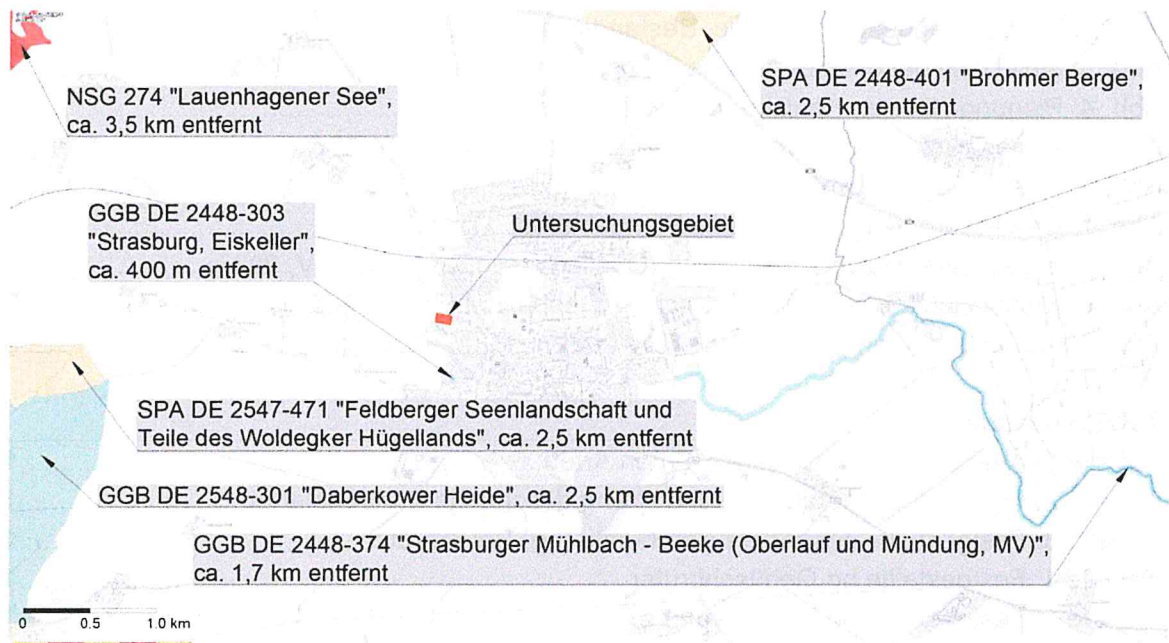 NSG 274 "Lauenhagener See",
ca. 3,5 km entfernt
SPA DE 2448-401 "Brohmer Berge",
ca. 2,5 km entfernt
GGB DE 2448-303
"Strasburg, Eiskeller",
ca. 400 m entfernt
Untersuchungsgebiet
SPA DE 2547-471 "Feldberger Seenlandschaft und
Teile des Woldegker Hügellands", ca. 2,5 km entfernt
GGB DE 2548-301 "Daberkower Heide", ca. 2,5 km entfernt
GGB DE 2448-374 "Strasburger Mühlbach - Beeke (Oberlauf und Mündung, MV)",
ca. 1,7 km entfernt
0 0.5 1.0 km